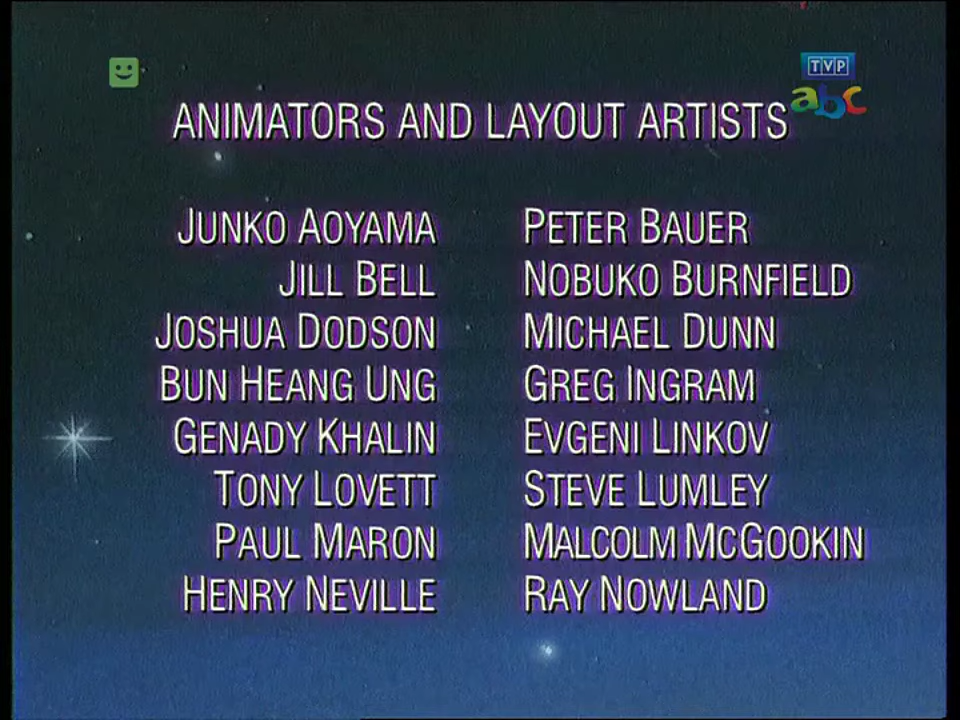 TVP
abc
ANIMATORS AND LAYOUT ARTISTS
JUNKO AOYAMA PETER BAUER
JILL BELL NOBUKO BURNFIELD
JOSHUA DODSON MICHAEL DUNN
BUN HEANG UNG GREG INGRAM
GENADY KHALIN EVGENI LINKOV
TONY LOVETT STEVE LUMLEY
PAUL MARON MALCOLM MCGOOKIN
HENRY NEVILLE RAY NOWLAND